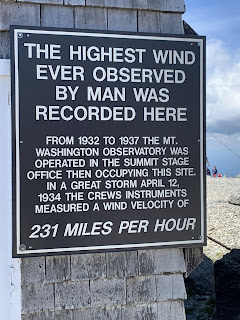 THE HIGHEST WIND
EVER OBSERVED
BY MAN WAS
RECORDED HERE
FROM 1932 TO 1937 THE MT.
WASHINGTON OBSERVATORY WAS
OPERATED IN THE SUMMIT STAGE
OFFICE THEN OCCUPYING THIS SITE.
IN A GREAT STORM APRIL 12,
1934 THE CREWS INSTRUMENTS
MEASURED A WIND VELOCITY OF
231 MILES PER HOUR